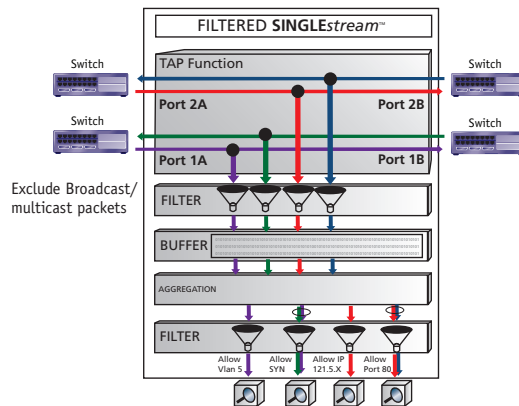 FILTERED SINGLEstream™
TAP Function
Switch
Switch
Port 2A
Port 2B
Switch
Switch
Port 1A
Port 1B
Exclude Broadcast/
multicast packets
FILTER
BUFFER
AGGREGATION
FILTER
Allow
Vlan 5
Allow
SYN
Allow IP
121.5.X
Allow
Port 80